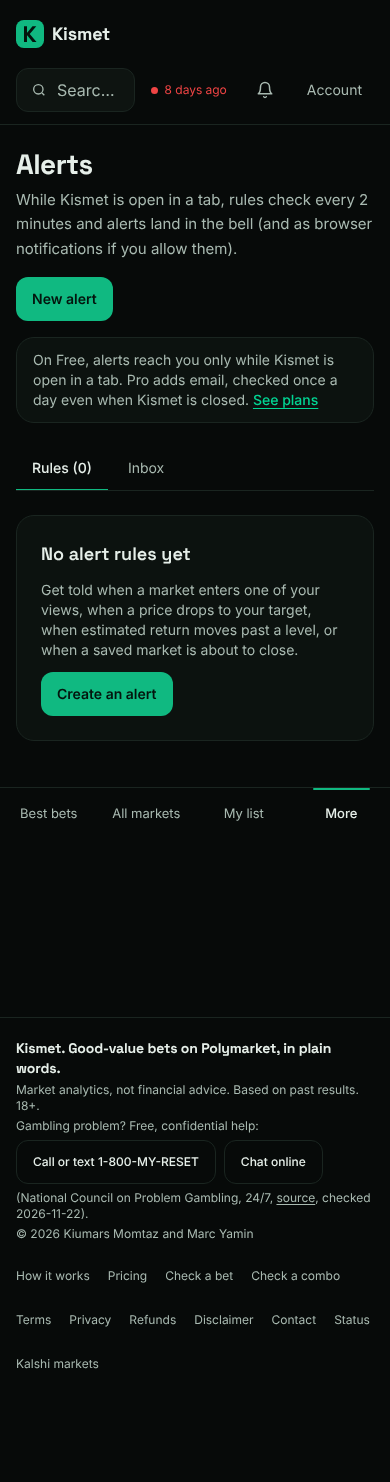 K Kismet
Searc... 8 days ago Account
Alerts
While Kismet is open in a tab, rules check every 2
minutes and alerts land in the bell (and as browser
notifications if you allow them).
New alert
On Free, alerts reach you only while Kismet is
open in a tab. Pro adds email, checked once a
day even when Kismet is closed. See plans
Rules (0) Inbox
No alert rules yet
Get told when a market enters one of your
views, when a price drops to your target,
when estimated return moves past a level, or
when a saved market is about to close.
Create an alert
Best bets All markets My list More
Kismet. Good-value bets on Polymarket, in plain
words.
Market analytics, not financial advice. Based on past results.
18+.
Gambling problem? Free, confidential help:
Call or text 1-800-MY-RESET Chat online
(National Council on Problem Gambling, 24/7, source, checked
2026-11-22).
© 2026 Kiumars Momtaz and Marc Yamin
How it works Pricing Check a bet Check a combo
Terms Privacy Refunds Disclaimer Contact Status
Kalshi markets